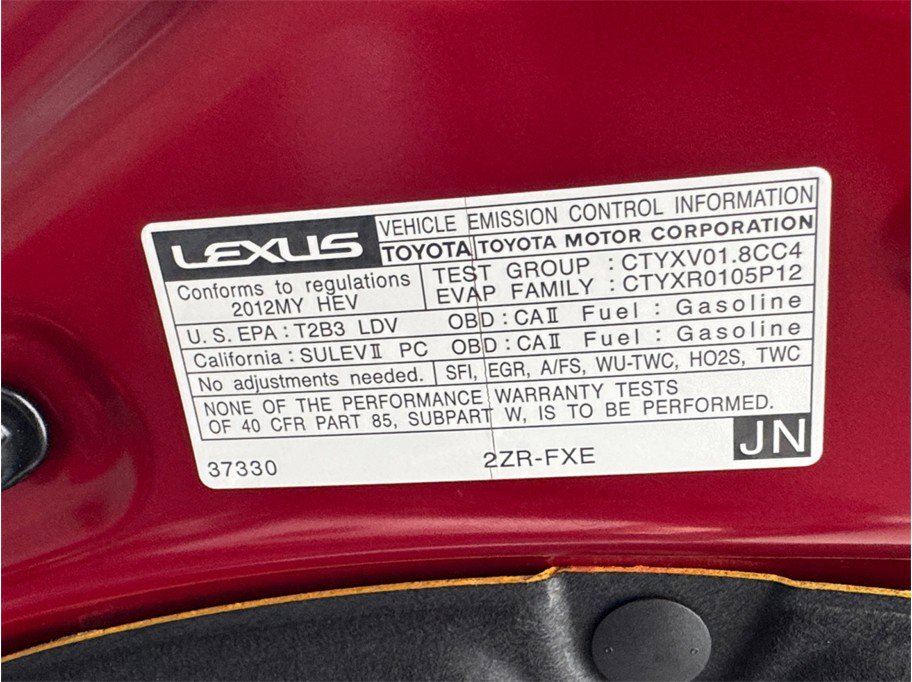 LEXUS VEHICLE EMISSION CONTROL INFORMATION
TOYOTA TOYOTA MOTOR CORPORATION
Conforms to regulations
2012MY HEV
TEST GROUP : CTYXV01.8CC4
EVAP FAMILY : CTYXR0105P12
U.S. EPA : T2B3 LDV OBD : CAⅡ Fuel : Gasoline
California : SULEVⅡ PC OBD : CAⅡ Fuel : Gasoline
No adjustments needed. SFI, EGR, A/FS, WU-TWC, HO2S, TWC
NONE OF THE PERFORMANCE WARRANTY TESTS
OF 40 CFR PART 85, SUBPART W, IS TO BE PERFORMED.
37330 2ZR-FXE JN